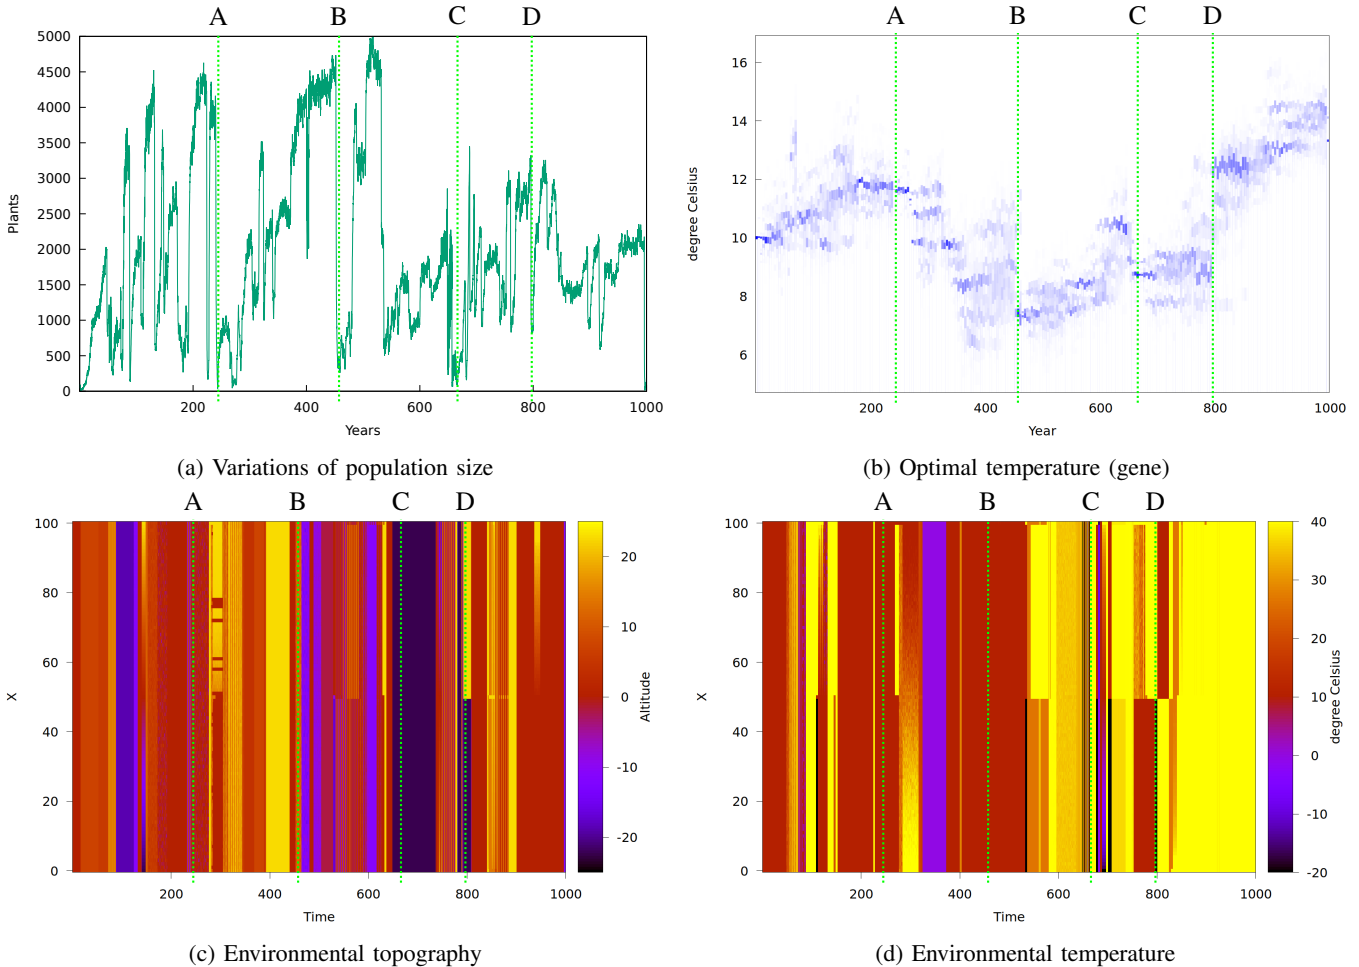 A B C D
5000
4500
4000
3500
3000
2500
2000
1500
1000
500
0
Plants
200 400 600 800 1000
Years
(a) Variations of population size
A B C D
16
14
12
10
8
6
degree Celsius
200 400 600 800 1000
Year
(b) Optimal temperature (gene)
A B C D
100
80
60
40
20
0
X
200 400 600 800 1000
Time
20
10
0
-10
-20
Altitude
(c) Environmental topography
A B C D
100
80
60
40
20
0
X
200 400 600 800 1000
Time
40
30
20
10
0
-10
-20
degree Celsius
(d) Environmental temperature